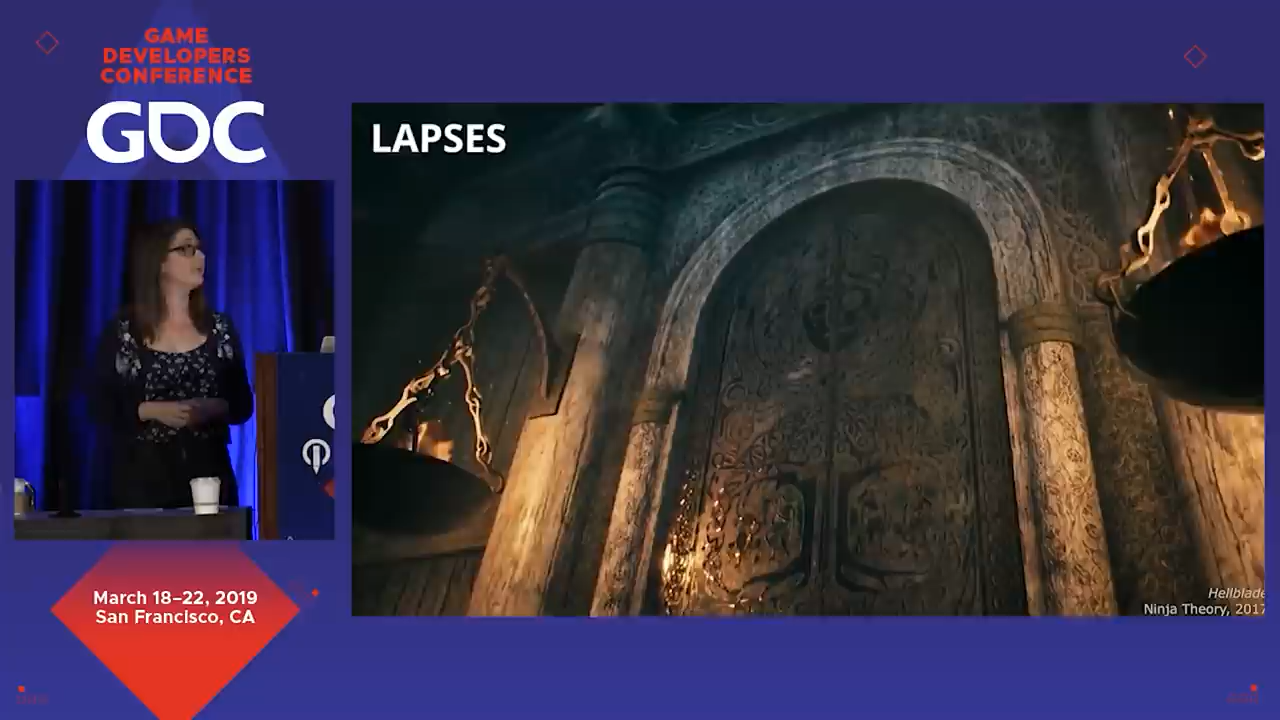 GAME
DEVELOPERS
CONFERENCE
GDC
LAPSES
Hellblade
Ninja Theory, 2017
March 18–22, 2019
San Francisco, CA